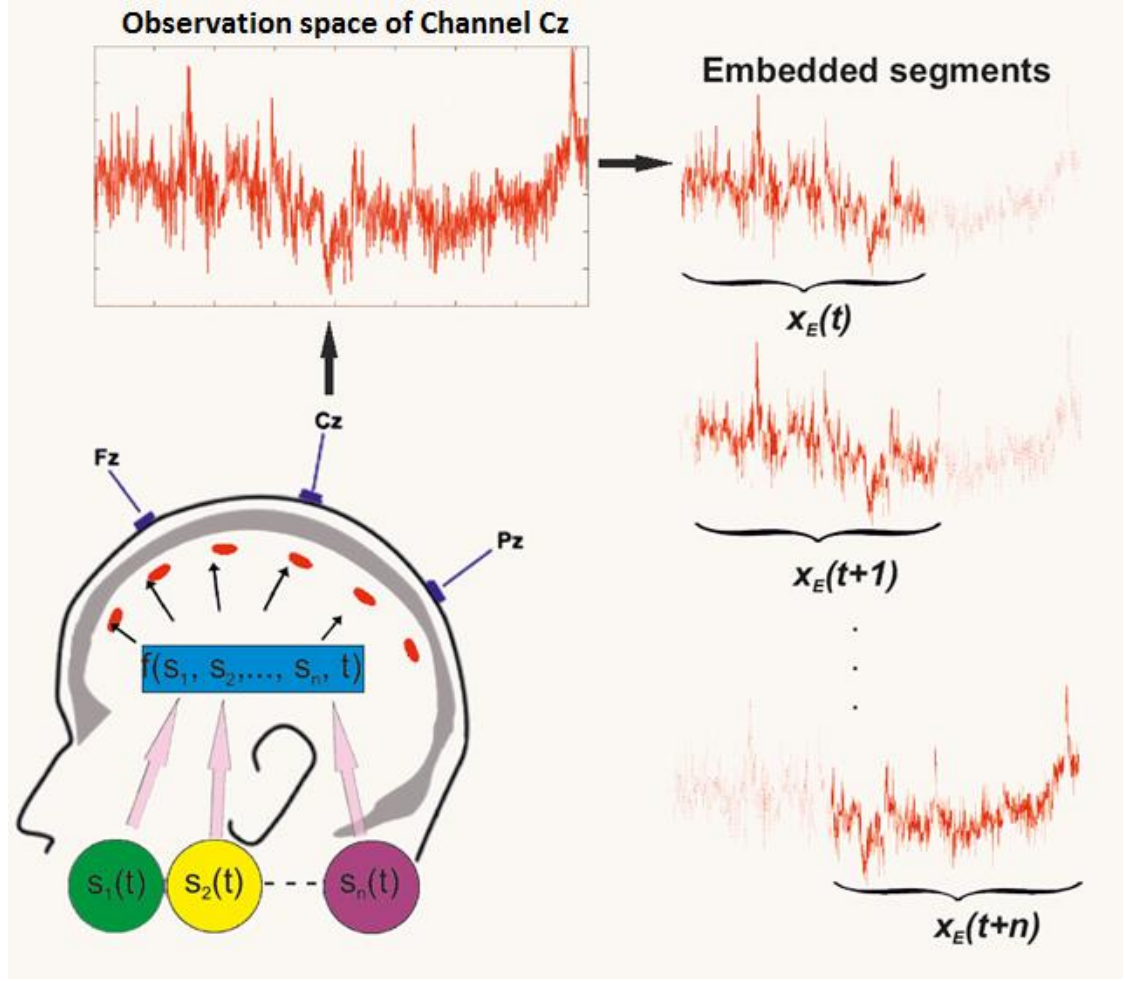 Observation space of Channel Cz
Embedded segments
x_E(t)
x_E(t+1)
x_E(t+n)
Cz
Fz
Pz
f(s₁, s₂,..., sₙ, t)
s₁(t)
s₂(t)
sₙ(t)